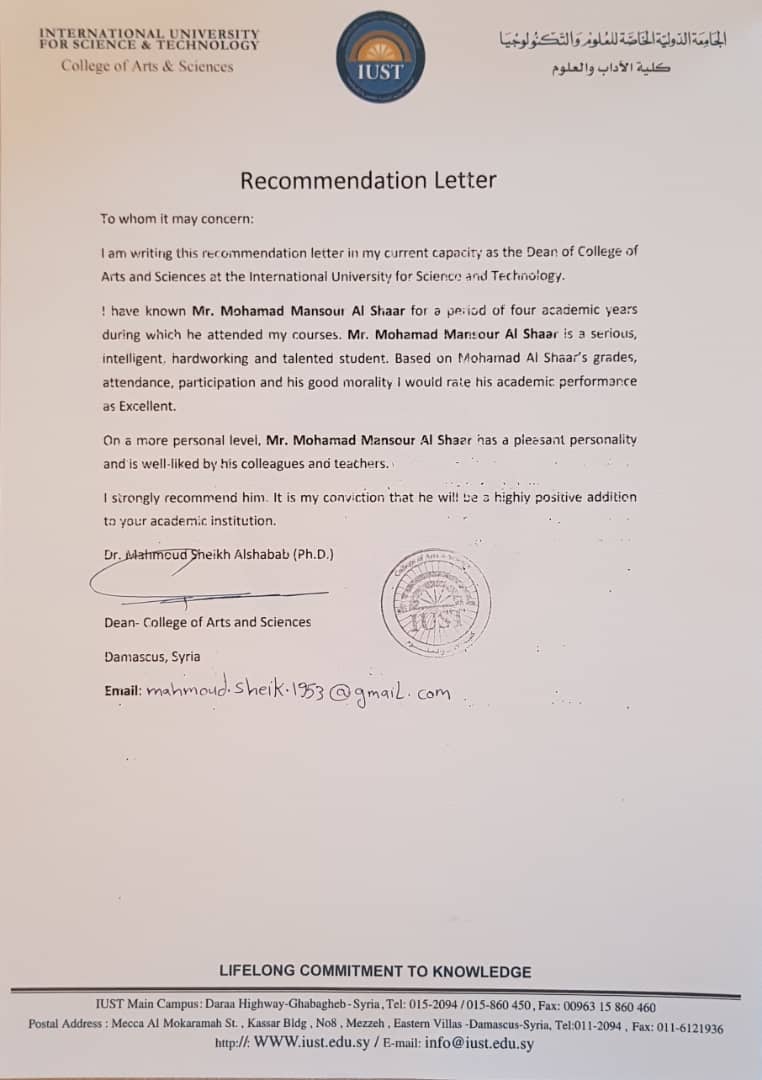 INTERNATIONAL UNIVERSITY
FOR SCIENCE & TECHNOLOGY
College of Arts & Sciences
IUST
الجامعة الدولية الخاصة للعلوم والتكنولوجيا
كلية الآداب والعلوم
Recommendation Letter
To whom it may concern:
I am writing this recommendation letter in my current capacity as the Dean of College of
Arts and Sciences at the International University for Science and Technology.
I have known Mr. Mohamad Mansour Al Shaar for a period of four academic years
during which he attended my courses. Mr. Mohamad Mansour Al Shaar is a serious,
intelligent, hardworking and talented student. Based on Mohamad Al Shaar's grades,
attendance, participation and his good morality I would rate his academic performance
as Excellent.
On a more personal level, Mr. Mohamad Mansour Al Shaar has a pleasant personality
and is well-liked by his colleagues and teachers.
I strongly recommend him. It is my conviction that he will be a highly positive addition
to your academic institution.
Dr. Mahmoud Sheikh Alshabab (Ph.D.)
College of Arts & Science
IUST
Dean- College of Arts and Sciences
Damascus, Syria
Email: mahmoud.sheik.1953@gmail.com
LIFELONG COMMITMENT TO KNOWLEDGE
IUST Main Campus: Daraa Highway-Ghabagheb-Syria, Tel: 015-2094 / 015-860 450, Fax: 00963 15 860 460
Postal Address : Mecca Al Mokaramah St. , Kassar Bldg , No8 , Mezzeh , Eastern Villas -Damascus-Syria, Tel:011-2094 , Fax: 011-6121936
http://: WWW.iust.edu.sy / E-mail: info@iust.edu.sy